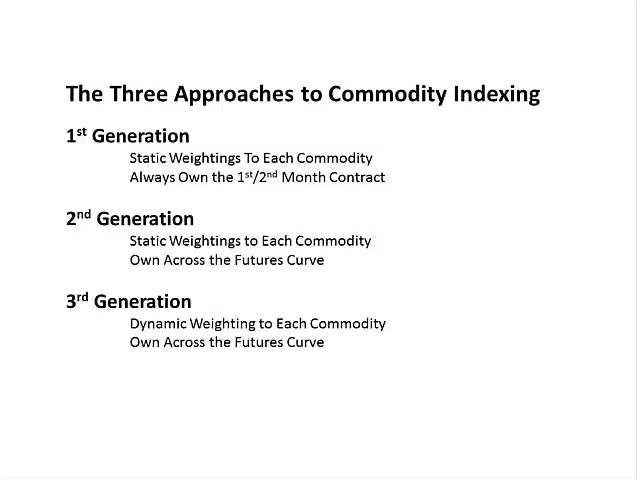 The Three Approaches to Commodity Indexing
1st Generation
Static Weightings To Each Commodity
Always Own the 1st/2nd Month Contract
2nd Generation
Static Weightings to Each Commodity
Own Across the Futures Curve
3rd Generation
Dynamic Weighting to Each Commodity
Own Across the Futures Curve